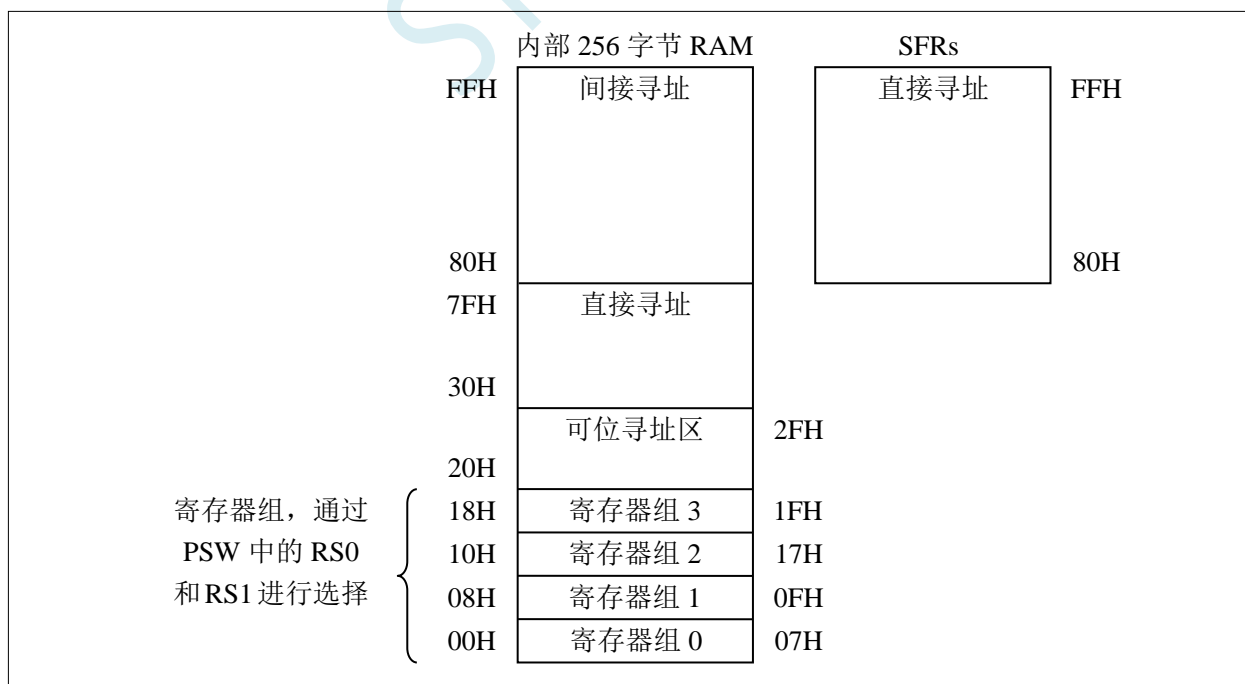 内部 256 字节 RAM
SFRs
FFH
间接寻址
直接寻址
FFH
80H
80H
7FH
直接寻址
30H
可位寻址区
2FH
20H
寄存器组，通过
PSW 中的 RS0
和RS1进行选择
18H
寄存器组 3
1FH
10H
寄存器组 2
17H
08H
寄存器组 1
0FH
00H
寄存器组 0
07H